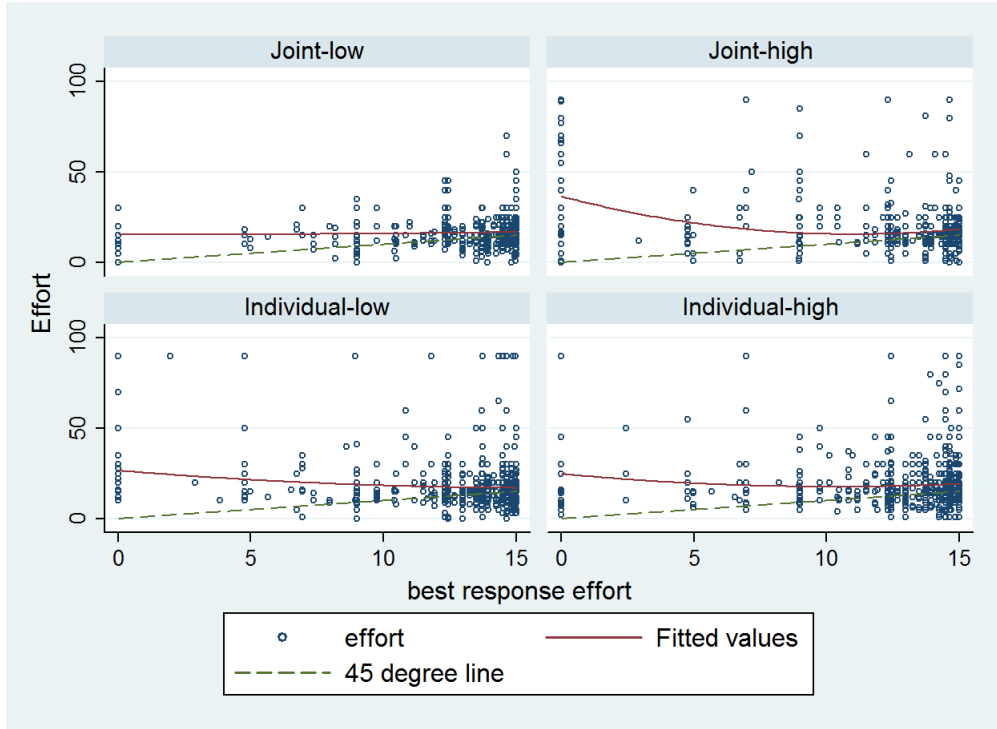 Joint-low
Joint-high
100
50
0
Individual-low
Individual-high
100
50
0
Effort
0 5 10 15 0 5 10 15
best response effort
effort Fitted values
45 degree line